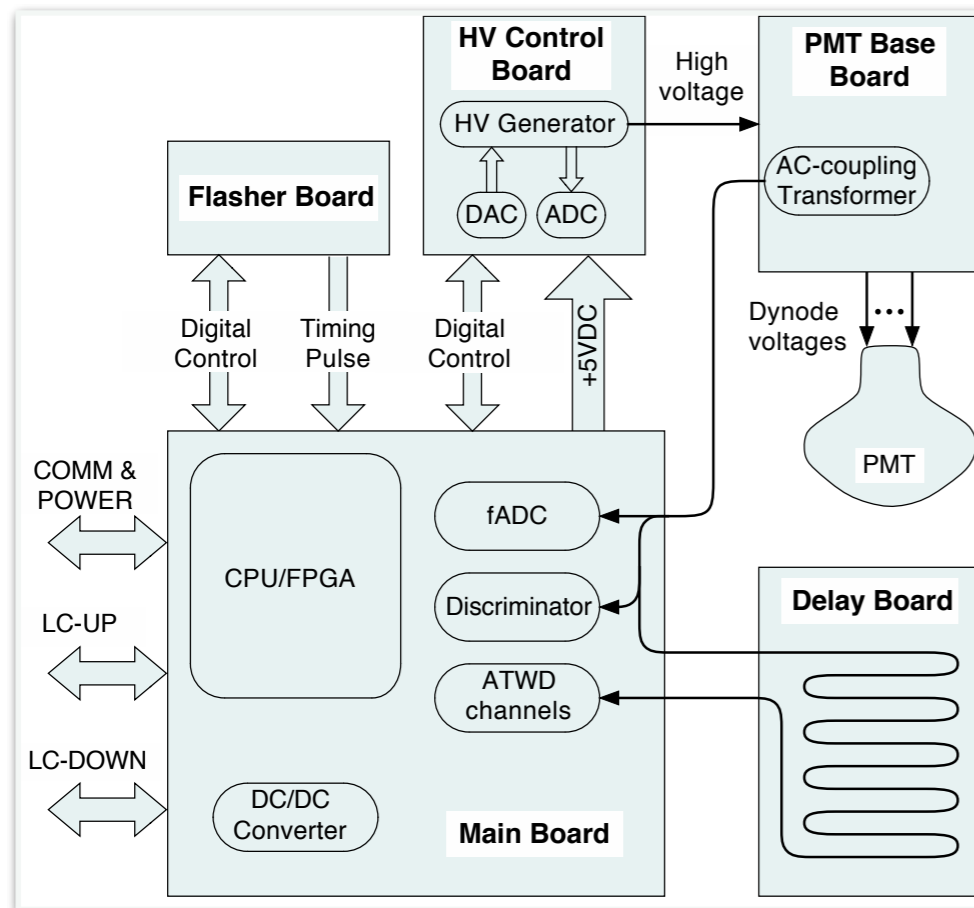 HV Control
Board
HV Generator
DAC
ADC
High
voltage
PMT Base
Board
AC-coupling
Transformer
Flasher Board
Digital
Control
Timing
Pulse
Digital
Control
+5VDC
Dynode
voltages
PMT
COMM &
POWER
LC-UP
LC-DOWN
CPU/FPGA
fADC
Discriminator
ATWD
channels
DC/DC
Converter
Main Board
Delay Board